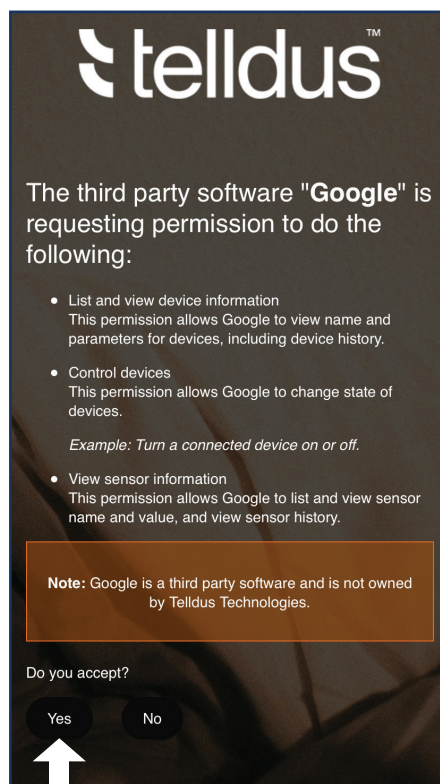 telldus™
The third party software "Google" is
requesting permission to do the
following:
• List and view device information
This permission allows Google to view name and
parameters for devices, including device history.
• Control devices
This permission allows Google to change state of
devices.
Example: Turn a connected device on or off.
• View sensor information
This permission allows Google to list and view sensor
name and value, and view sensor history.
Note: Google is a third party software and is not owned
by Telldus Technologies.
Do you accept?
Yes No